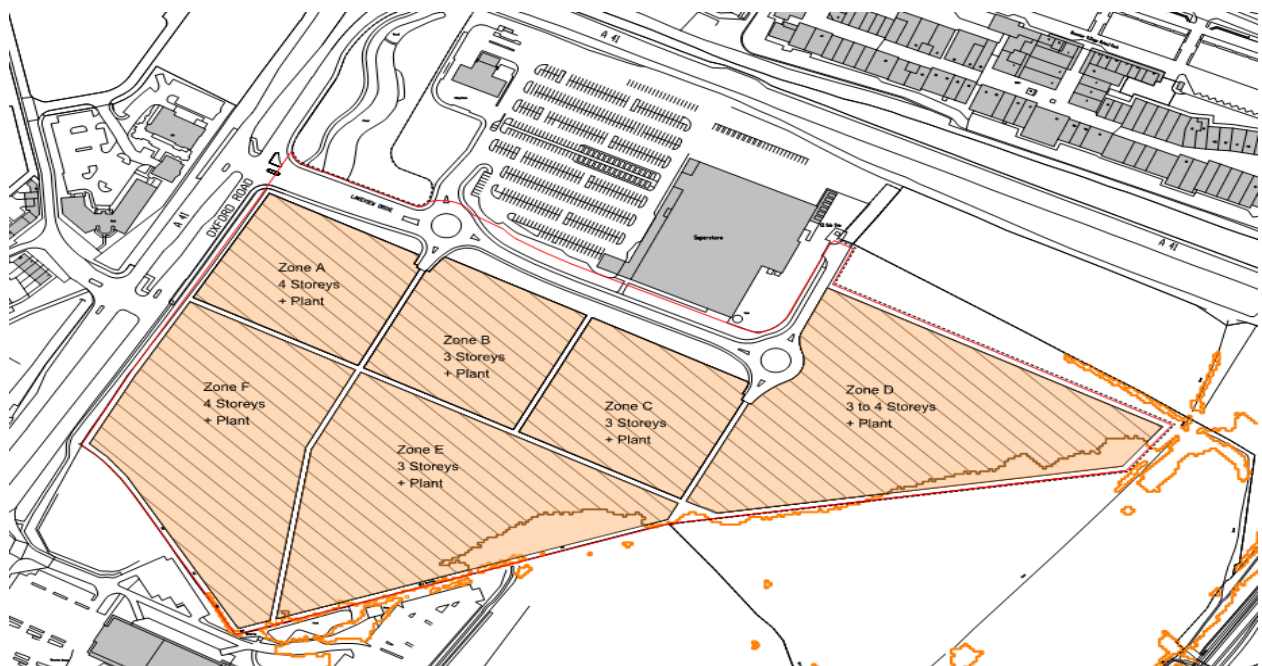 A 41
A 41
OXFORD ROAD
LAKEVIEW DRIVE
Superstore
A 41
Zone A
4 Storeys
+ Plant
Zone B
3 Storeys
+ Plant
Zone C
3 Storeys
+ Plant
Zone D
3 to 4 Storeys
+ Plant
Zone E
3 Storeys
+ Plant
Zone F
4 Storeys
+ Plant